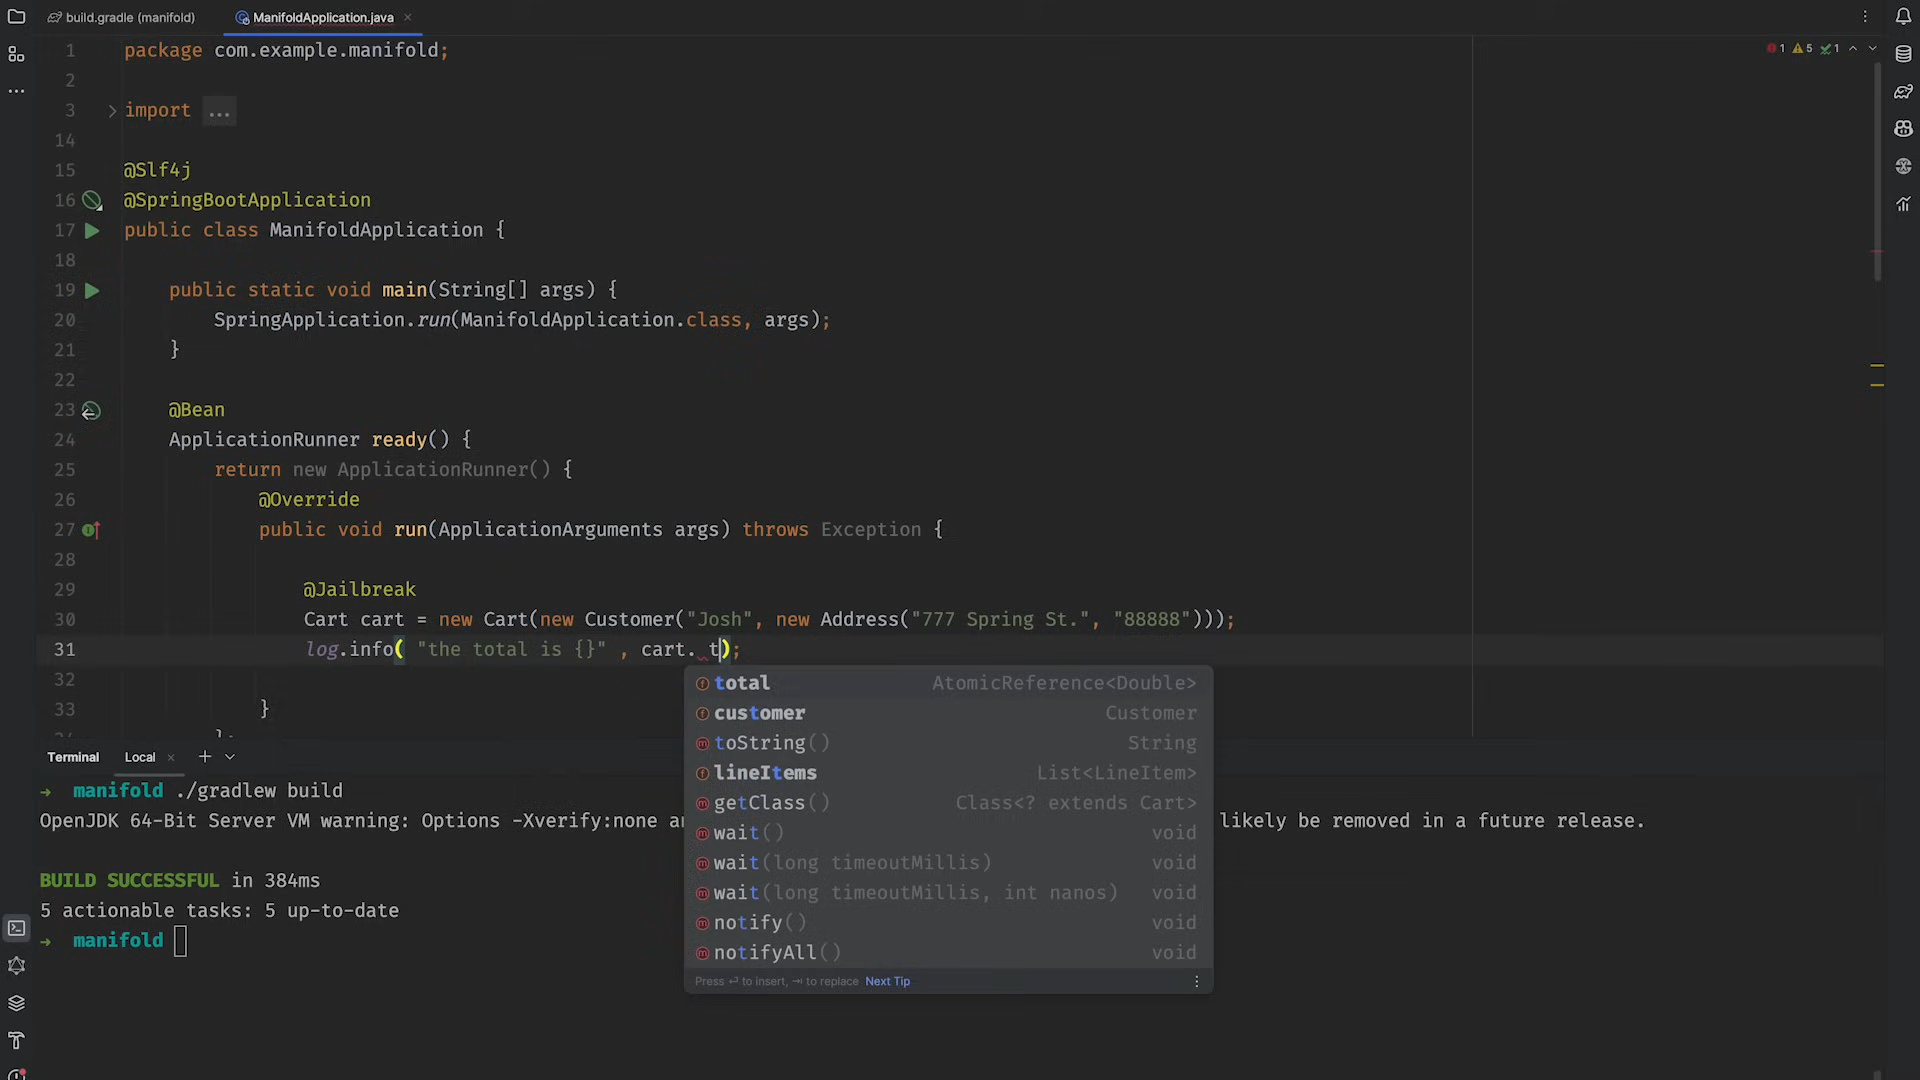 build.gradle (manifold)
ManifoldApplication.java
1 package com.example.manifold;
1 5 1
2
3 import ...
14
15 @Slf4j
16 @SpringBootApplication
17 public class ManifoldApplication {
18
19 public static void main(String[] args) {
20 SpringApplication.run(ManifoldApplication.class, args);
21 }
22
23 @Bean
24 ApplicationRunner ready() {
25 return new ApplicationRunner() {
26 @Override
27 public void run(ApplicationArguments args) throws Exception {
28
29 @Jailbreak
30 Cart cart = new Cart(new Customer("Josh", new Address("777 Spring St.", "88888")));
31 log.info( "the total is {}" , cart. t);
32
33 }
total AtomicReference<Double>
customer Customer
toString() String
lineItems List<LineItem>
getClass() Class<? extends Cart>
wait() void
wait(long timeoutMillis) void
wait(long timeoutMillis, int nanos) void
notify() void
notifyAll() void
Press ↵ to insert, ⇥ to replace Next Tip
Terminal Local
→ manifold ./gradlew build
OpenJDK 64-Bit Server VM warning: Options -Xverify:none a likely be removed in a future release.
BUILD SUCCESSFUL in 384ms
5 actionable tasks: 5 up-to-date
→ manifold